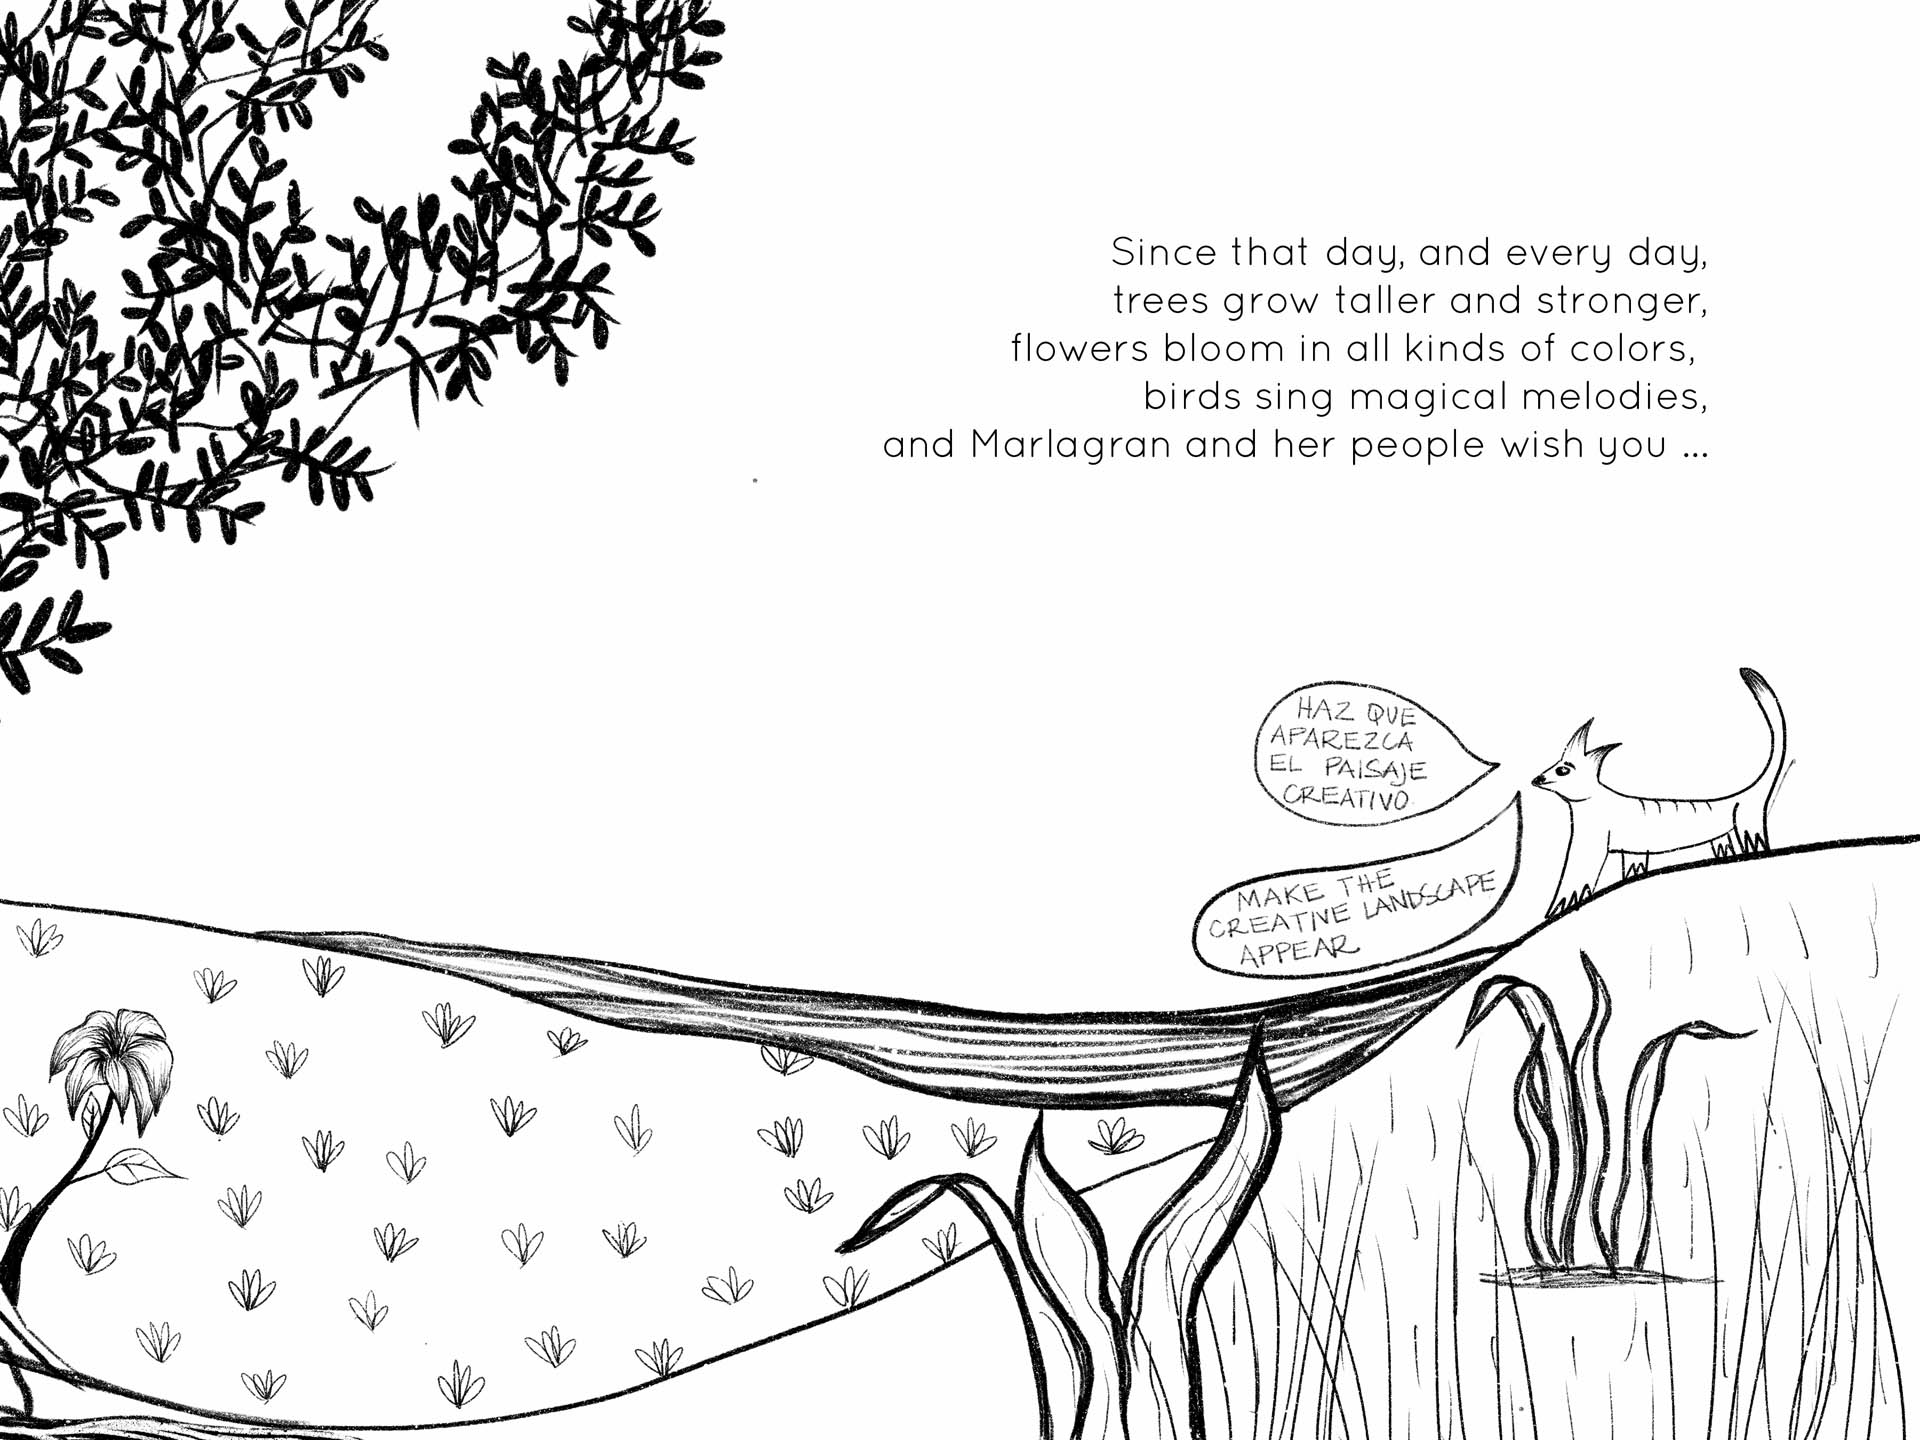 Since that day, and every day,
trees grow taller and stronger,
flowers bloom in all kinds of colors,
birds sing magical melodies,
and Marlagran and her people wish you ...
HAZ QUE
APAREZCA
EL PAISAJE
CREATIVO
MAKE THE
CREATIVE LANDSCAPE
APPEAR